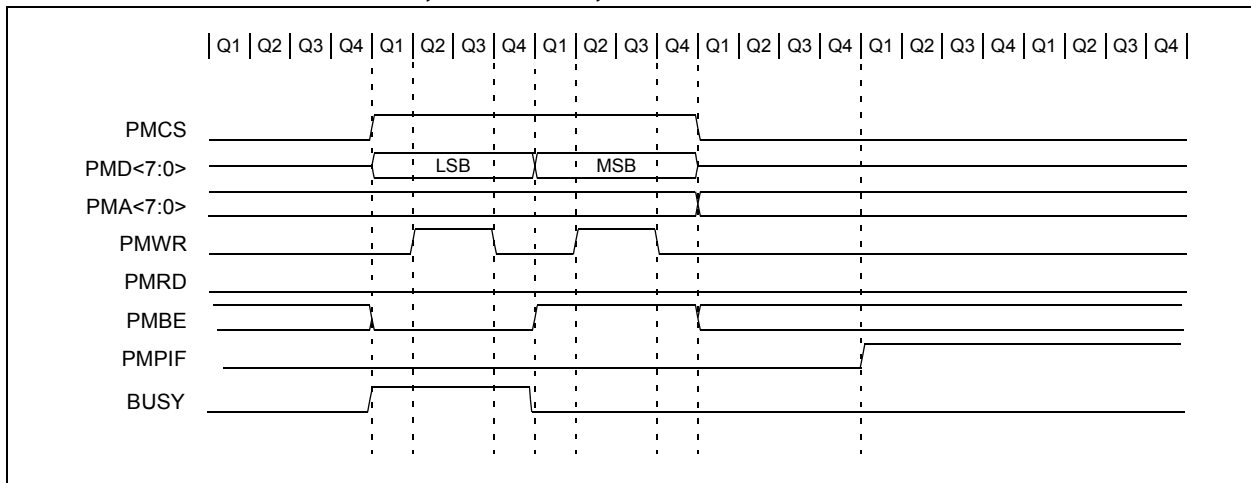 Q1 Q2 Q3 Q4 Q1 Q2 Q3 Q4 Q1 Q2 Q3 Q4 Q1 Q2 Q3 Q4 Q1 Q2 Q3 Q4 Q1 Q2 Q3 Q4
PMCS
PMD<7:0> LSB MSB
PMA<7:0>
PMWR
PMRD
PMBE
PMPIF
BUSY